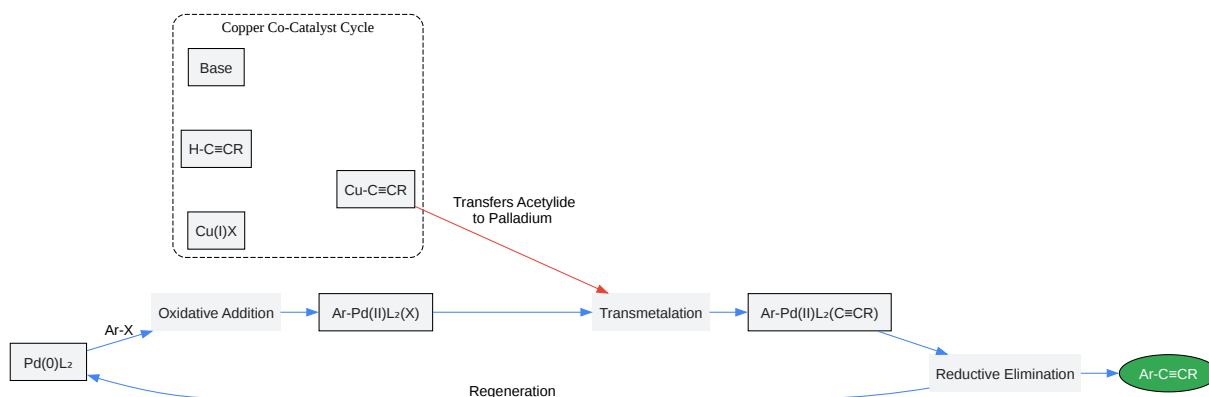 Copper Co-Catalyst Cycle
Base
H-C≡CR
Cu-C≡CR
Cu(I)X
Transfers Acetylide
to Palladium
Pd(0)L₂
Ar-X
Oxidative Addition
Ar-Pd(II)L₂(X)
Transmetalation
Ar-Pd(II)L₂(C≡CR)
Reductive Elimination
Ar-C≡CR
Regeneration